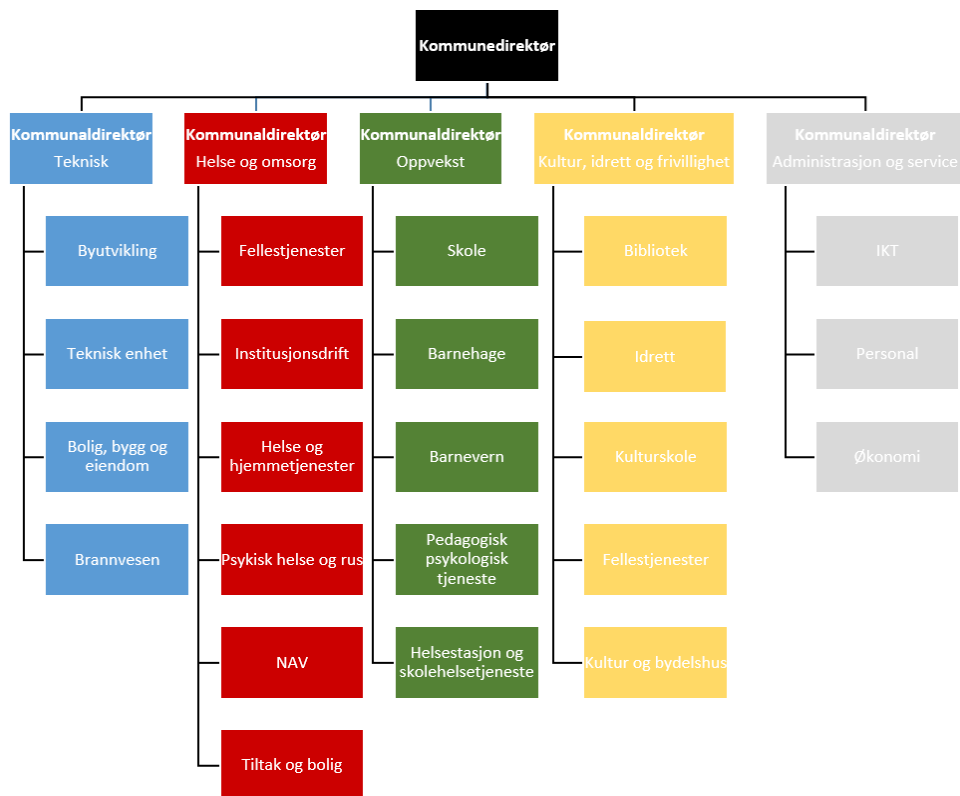 Kommunedirektør
Kommunaldirektør
Teknisk
Kommunaldirektør
Helse og omsorg
Kommunaldirektør
Oppvekst
Kommunaldirektør
Kultur, idrett og frivillighet
Kommunaldirektør
Administrasjon og service
Byutvikling
Teknisk enhet
Bolig, bygg og
eiendom
Brannvesen
Fellestjenester
Institusjonsdrift
Helse og
hjemmetjenester
Psykisk helse og rus
NAV
Tiltak og bolig
Skole
Barnehage
Barnevern
Pedagogisk
psykologisk
tjeneste
Helsestasjon og
skolehelsetjeneste
Bibliotek
Idrett
Kulturskole
Fellestjenester
Kultur og bydelshus
IKT
Personal
Økonomi